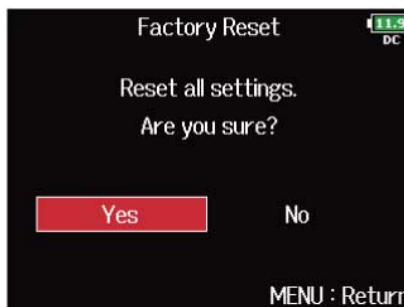 Factory Reset
11.9
DC
Reset all settings.
Are you sure?
Yes No
MENU : Return